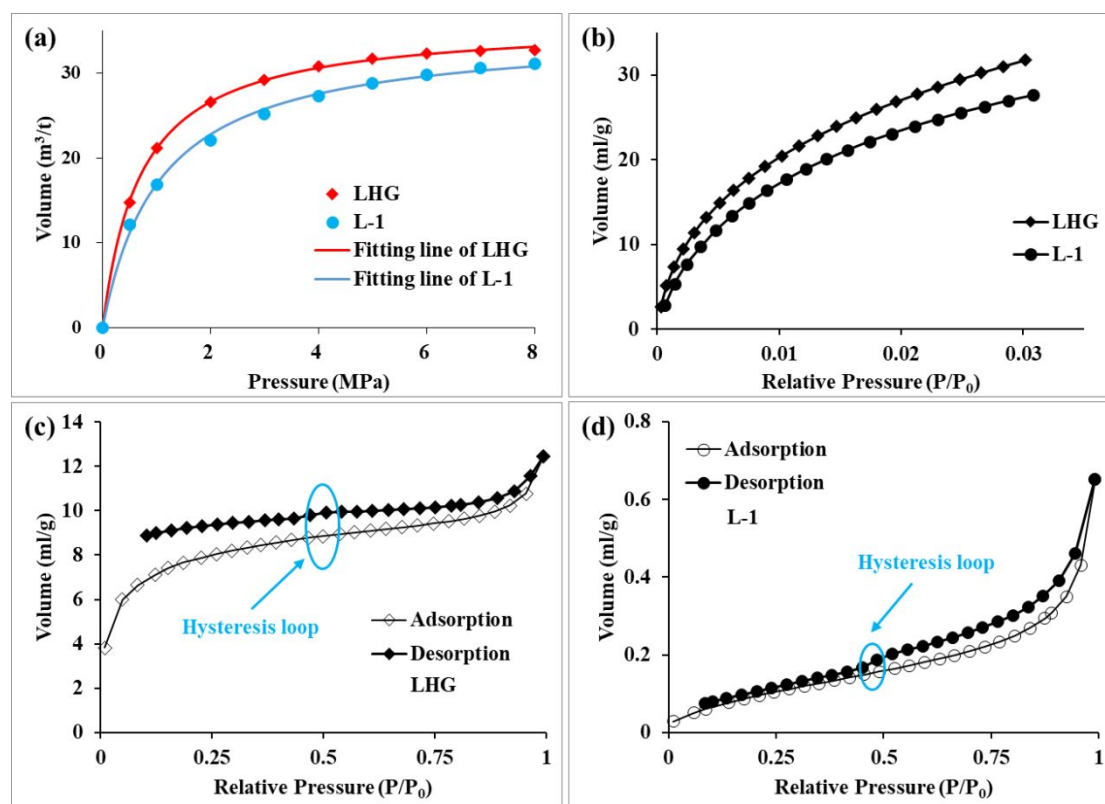 (a)
Volume (m³/t)
30
20
10
0
LHG
L-1
Fitting line of LHG
Fitting line of L-1
0
2
4
6
8
Pressure (MPa)
(b)
Volume (ml/g)
40
30
20
10
0
LHG
L-1
0
0.01
0.02
0.03
Relative Pressure (P/P₀)
(c)
Volume (ml/g)
14
12
10
8
6
4
2
0
Hysteresis loop
Adsorption
Desorption
LHG
0
0.25
0.5
0.75
1
Relative Pressure (P/P₀)
(d)
Volume (ml/g)
0.8
0.6
0.4
0.2
0
Adsorption
Desorption
L-1
Hysteresis loop
0
0.25
0.5
0.75
1
Relative Pressure (P/P₀)